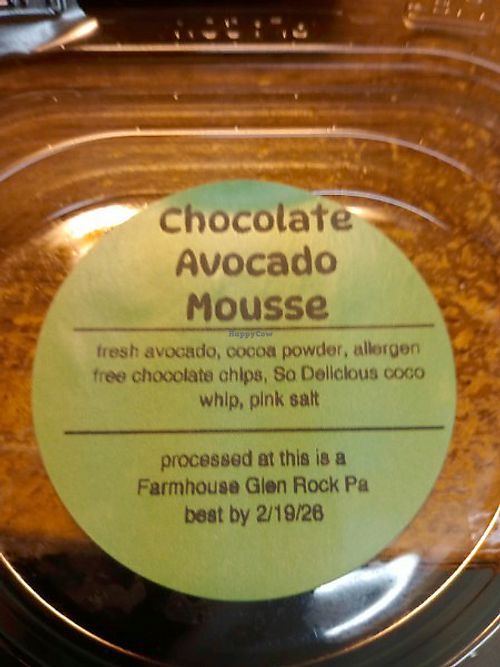 Chocolate
Avocado
Mousse
HappyCow
fresh avocado, cocoa powder, allergen
free chocolate chips, So Delicious coco
whip, pink salt
processed at this is a
Farmhouse Glen Rock Pa
best by 2/19/26